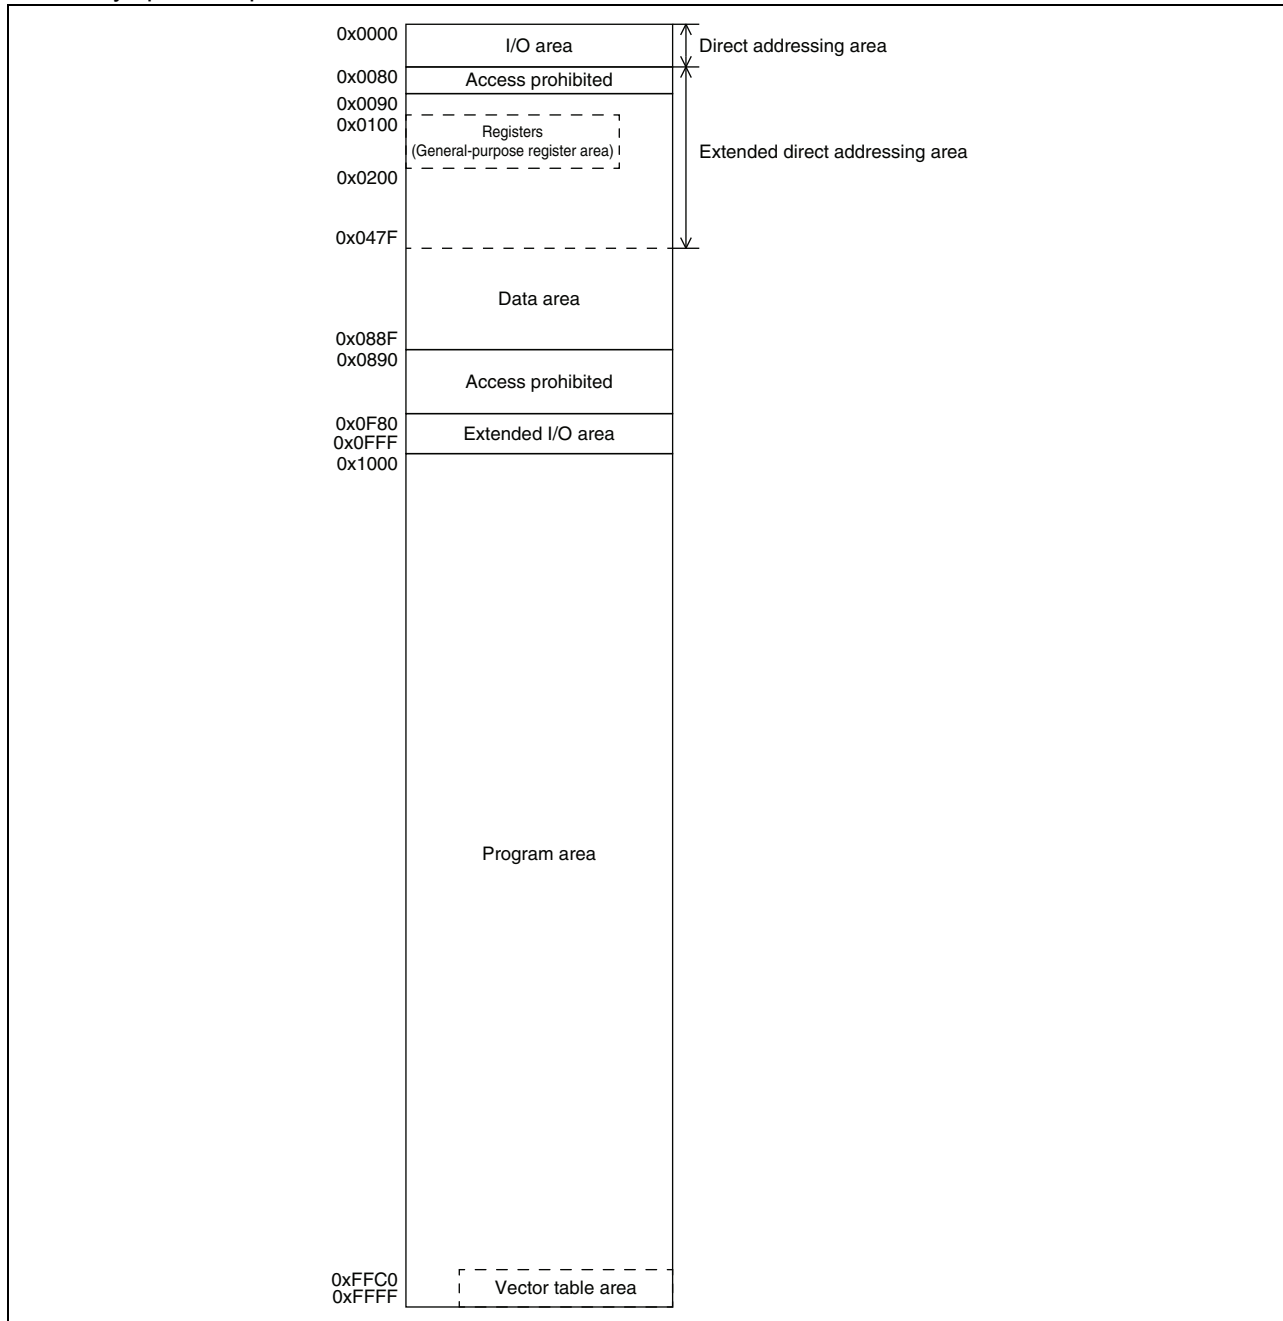 0x0000
I/O area
Direct addressing area
0x0080
Access prohibited
0x0090
0x0100
Registers
(General-purpose register area)
Extended direct addressing area
0x0200
0x047F
Data area
0x088F
0x0890
Access prohibited
0x0F80
Extended I/O area
0x0FFF
0x1000
Program area
0xFFC0
Vector table area
0xFFFF